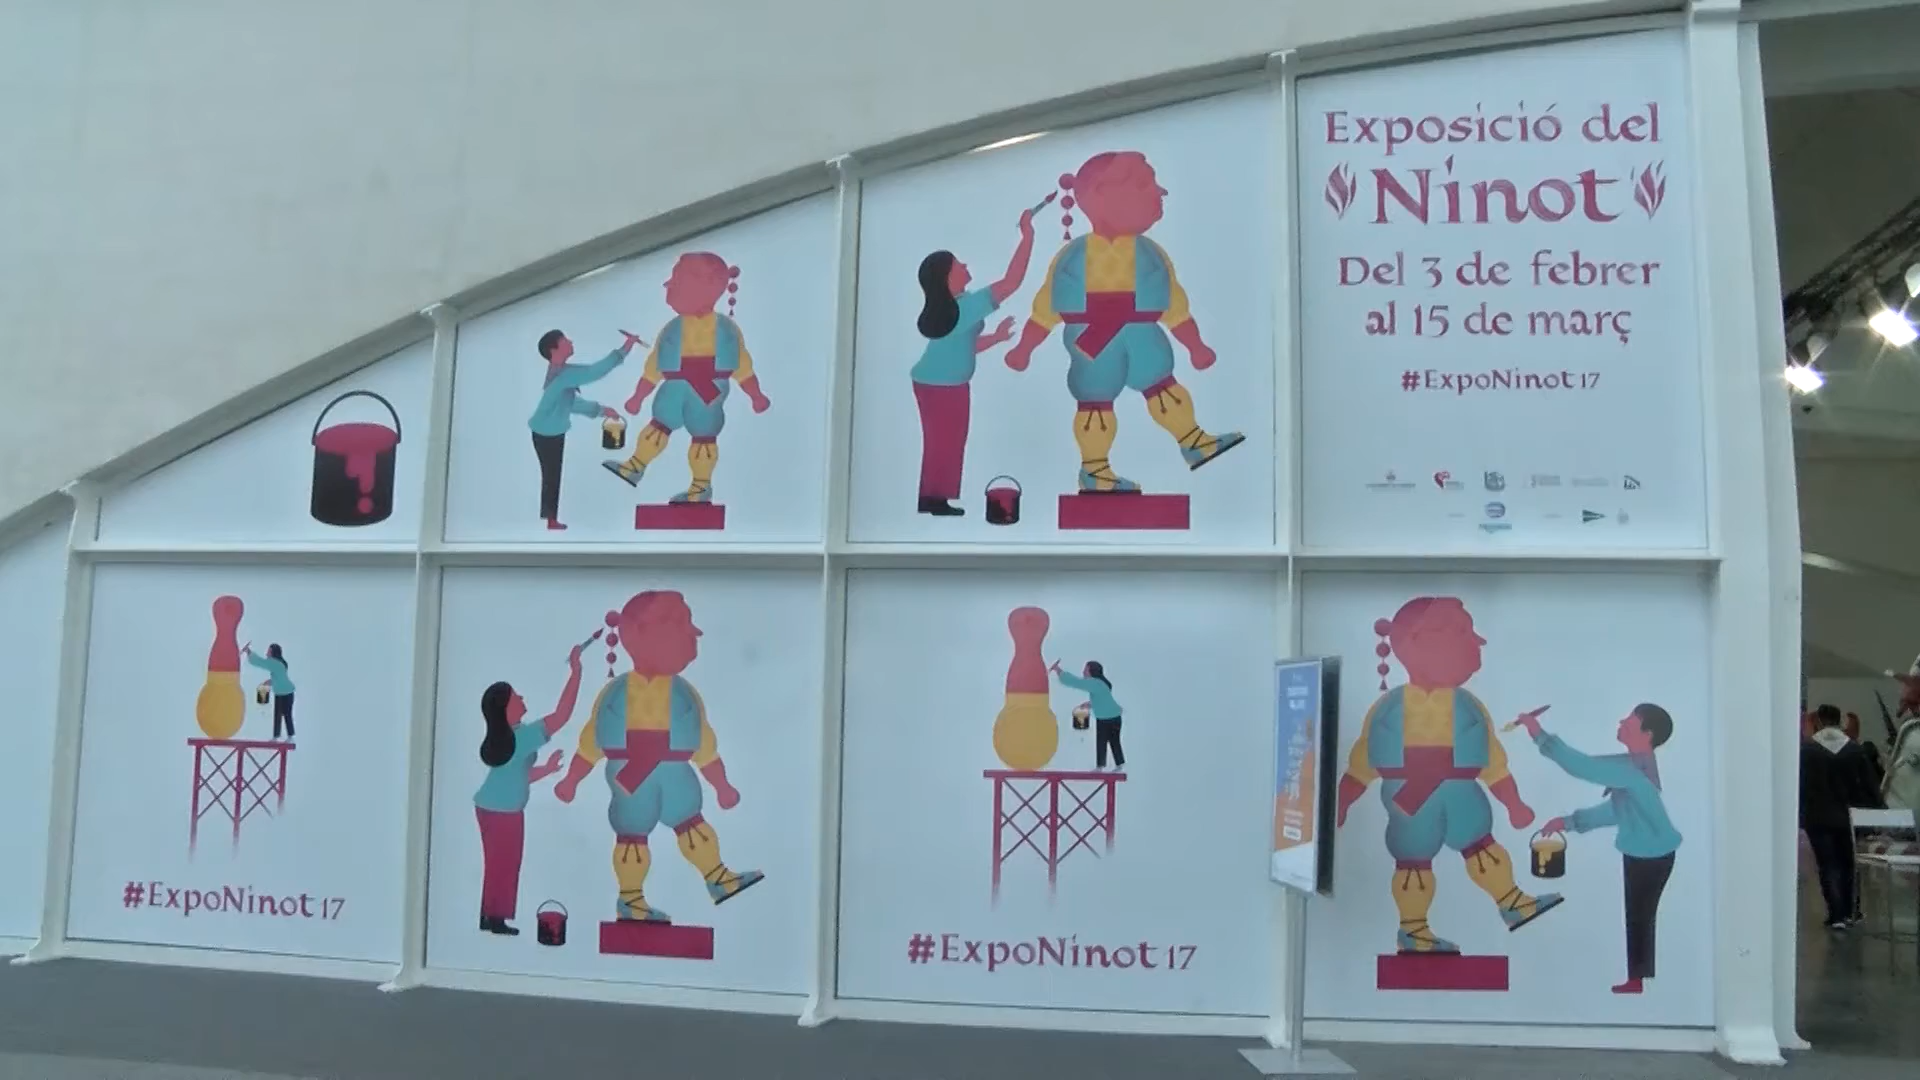 Exposició del
Ninot
Del 3 de febrer
al 15 de març
#ExpoNinot17
#ExpoNinot17
#ExpoNinot17